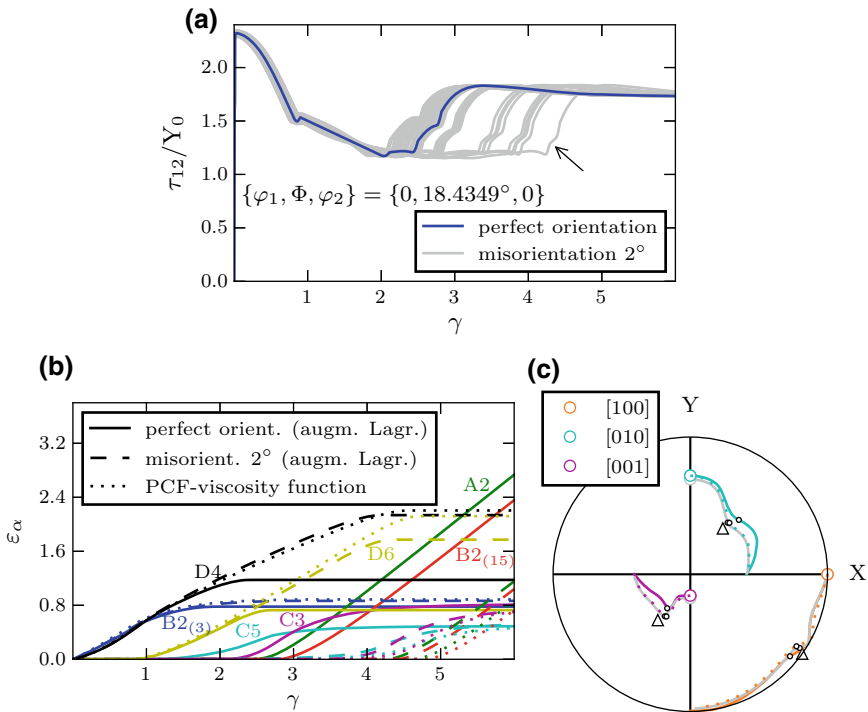 (a)
2.0
1.5
1.0
0.5
0.0
τ₁₂/Y₀
{φ₁, Φ, φ₂} = {0, 18.4349°, 0}
perfect orientation
misorientation 2°
1 2 3 4 5
γ
(b)
3.2
2.4
1.6
0.8
0.0
ε_α
perfect orient. (augm. Lagr.)
misorient. 2° (augm. Lagr.)
PCF-viscosity function
A2
D6
B2₍₁₅₎
D4
B2₍₃₎
C5
C3
1 2 3 4 5
γ
(c)
[100]
[010]
[001]
Y
X